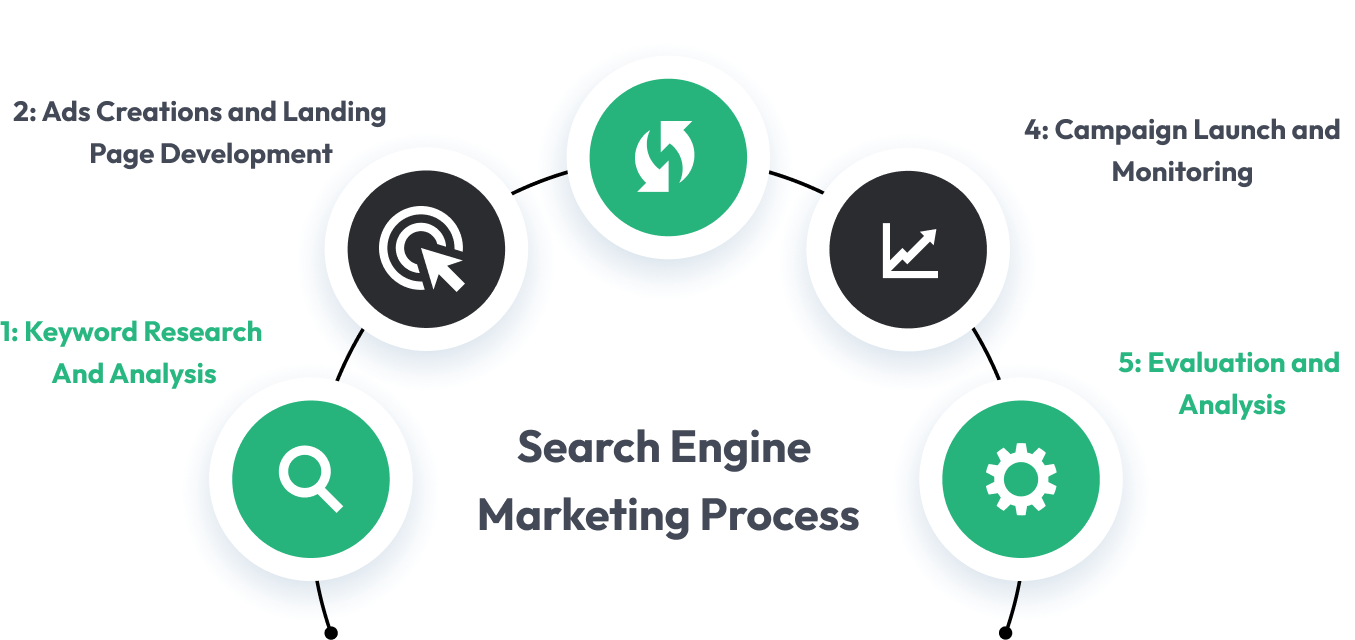 2: Ads Creations and Landing
Page Development
4: Campaign Launch and
Monitoring
1: Keyword Research
And Analysis
5: Evaluation and
Analysis
Search Engine
Marketing Process